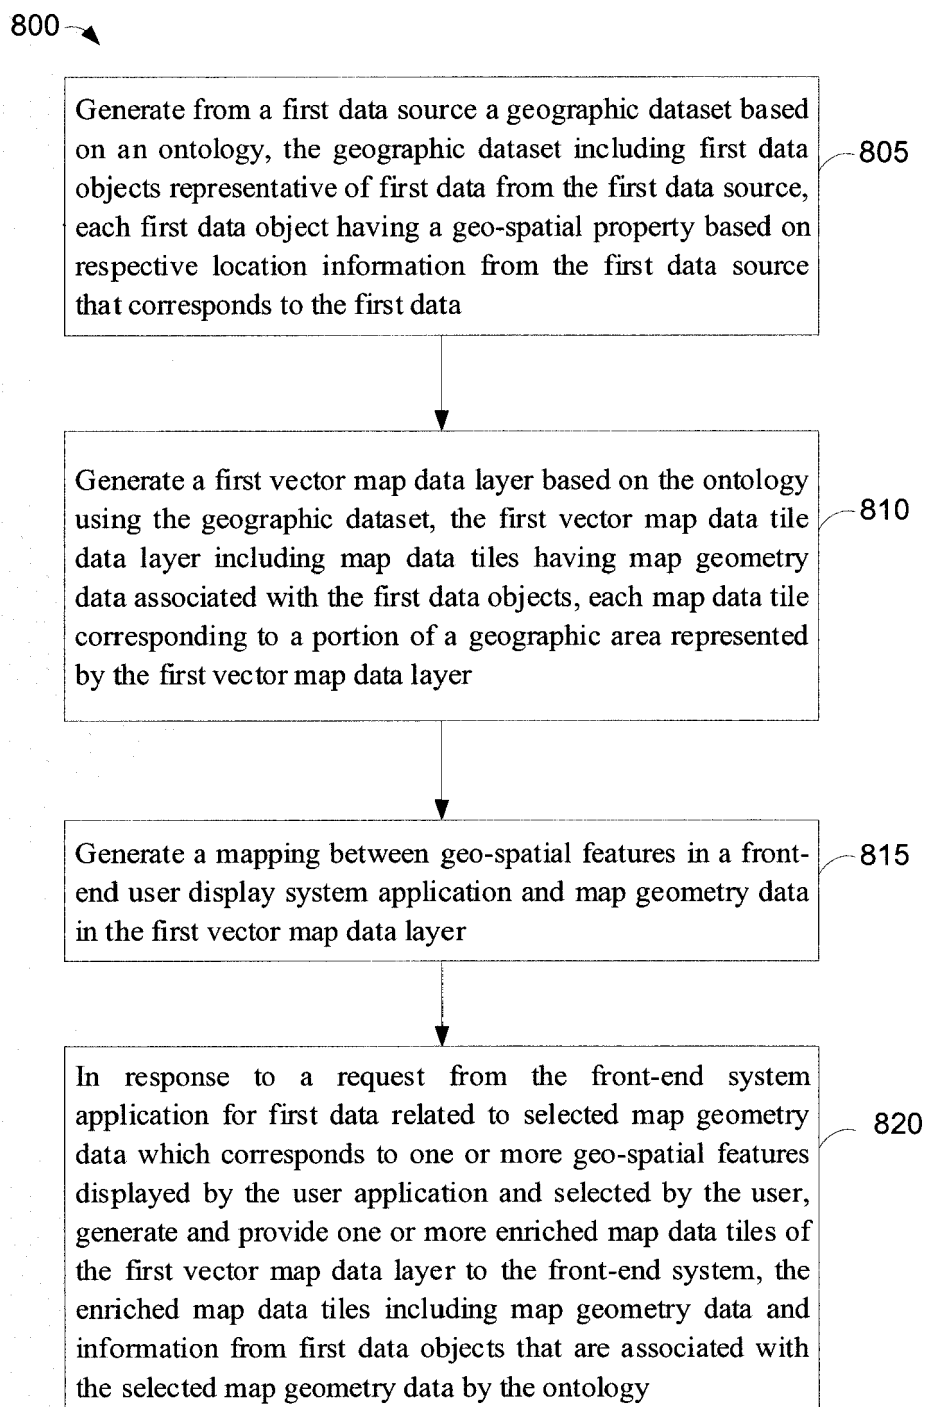 800
Generate from a first data source a geographic dataset based
on an ontology, the geographic dataset including first data
objects representative of first data from the first data source,
each first data object having a geo-spatial property based on
respective location information from the first data source
that corresponds to the first data
805
Generate a first vector map data layer based on the ontology
using the geographic dataset, the first vector map data tile
data layer including map data tiles having map geometry
data associated with the first data objects, each map data tile
corresponding to a portion of a geographic area represented
by the first vector map data layer
810
Generate a mapping between geo-spatial features in a front-
end user display system application and map geometry data
in the first vector map data layer
815
In response to a request from the front-end system
application for first data related to selected map geometry
data which corresponds to one or more geo-spatial features
displayed by the user application and selected by the user,
generate and provide one or more enriched map data tiles of
the first vector map data layer to the front-end system, the
enriched map data tiles including map geometry data and
information from first data objects that are associated with
the selected map geometry data by the ontology
820